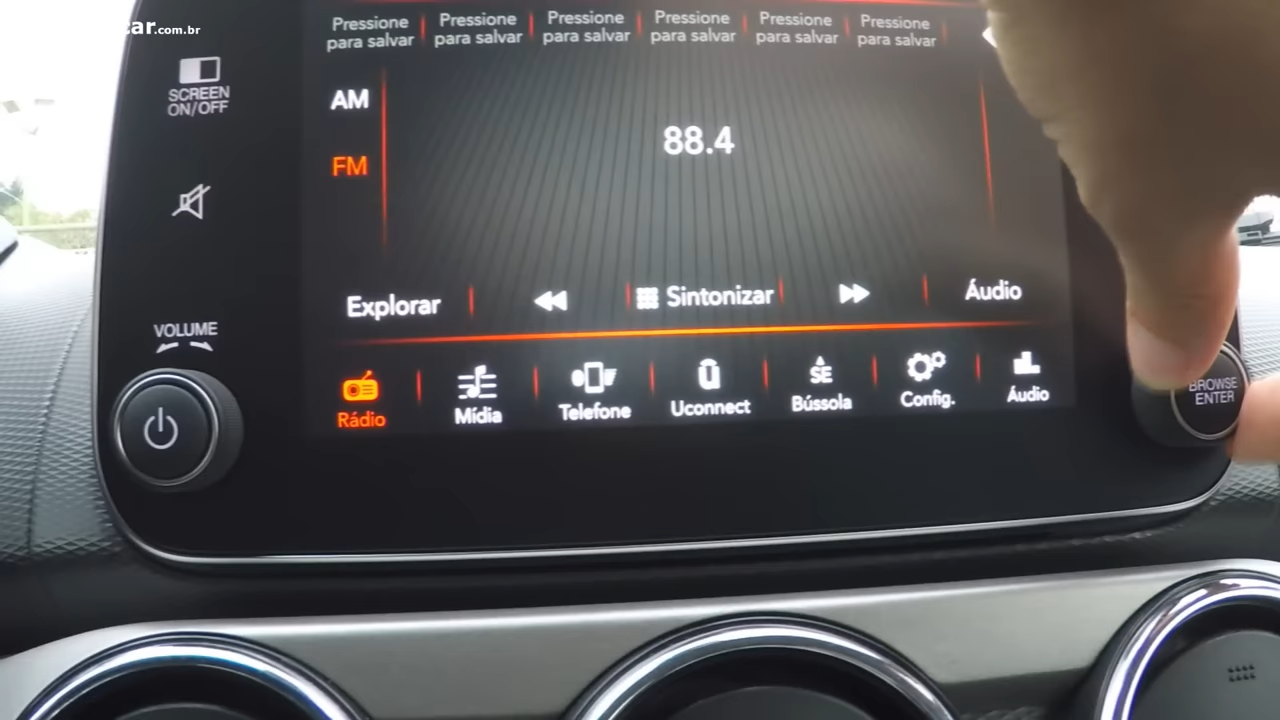 car.com.br
Pressione para salvar
Pressione para salvar
Pressione para salvar
Pressione para salvar
Pressione para salvar
Pressione para salvar
SCREEN
ON/OFF
AM
88.4
FM
Explorar
Sintonizar
Áudio
VOLUME
BROWSE
ENTER
Rádio
Mídia
Telefone
Uconnect
SE
Bússola
Config.
Áudio